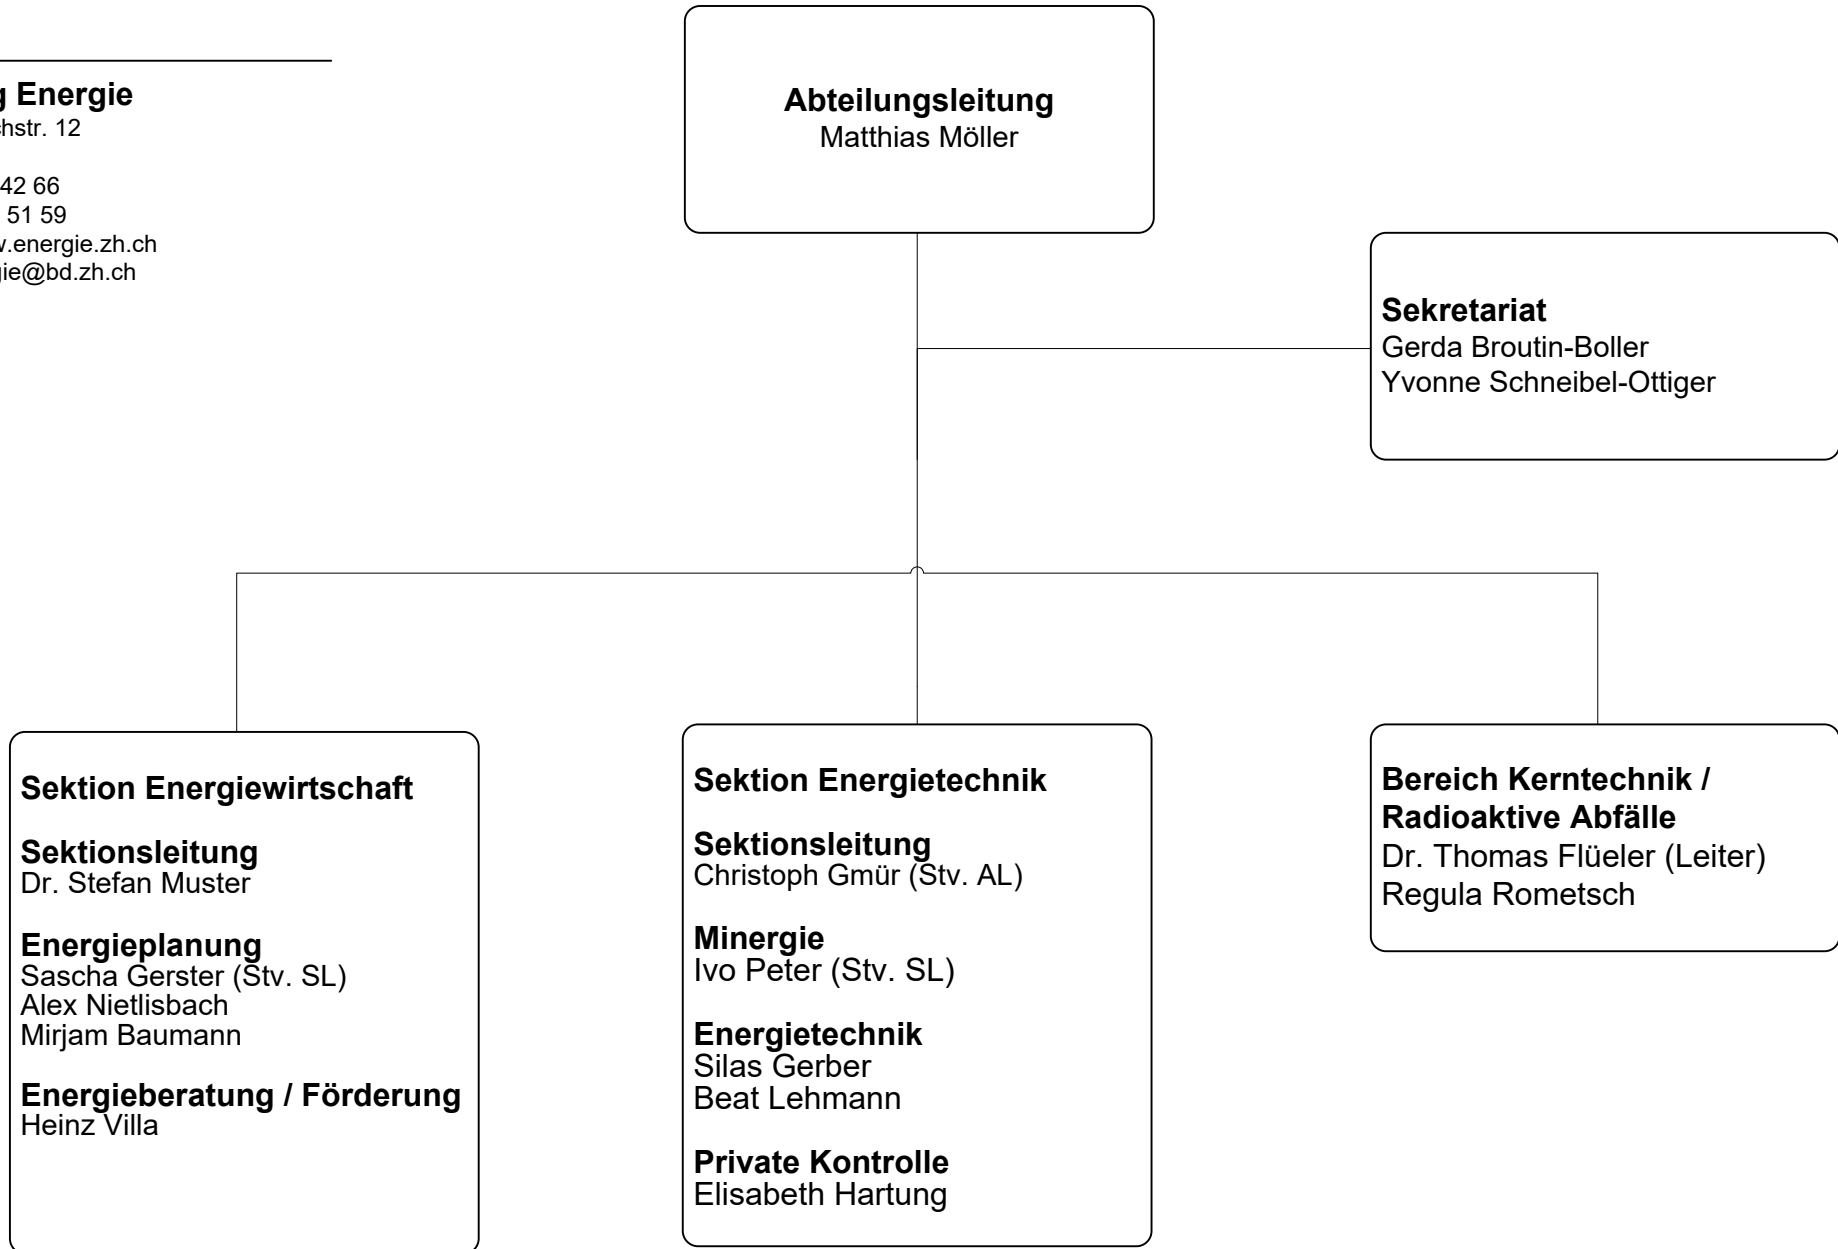 Energie
12
42 66
51 59
.energie.zh.ch
@bd.zh.ch
Abteilungsleitung
Matthias Möller
Sekretariat
Gerda Broutin-Boller
Yvonne Schneibel-Ottiger
Sektion Energiewirtschaft
Sektionsleitung
Dr. Stefan Muster
Energieplanung
Sascha Gerster (Stv. SL)
Alex Nietlisbach
Mirjam Baumann
Energieberatung / Förderung
Heinz Villa
Sektion Energietechnik
Sektionsleitung
Christoph Gmür (Stv. AL)
Minergie
Ivo Peter (Stv. SL)
Energietechnik
Silas Gerber
Beat Lehmann
Private Kontrolle
Elisabeth Hartung
Bereich Kerntechnik /
Radioaktive Abfälle
Dr. Thomas Flüeler (Leiter)
Regula Rometsch